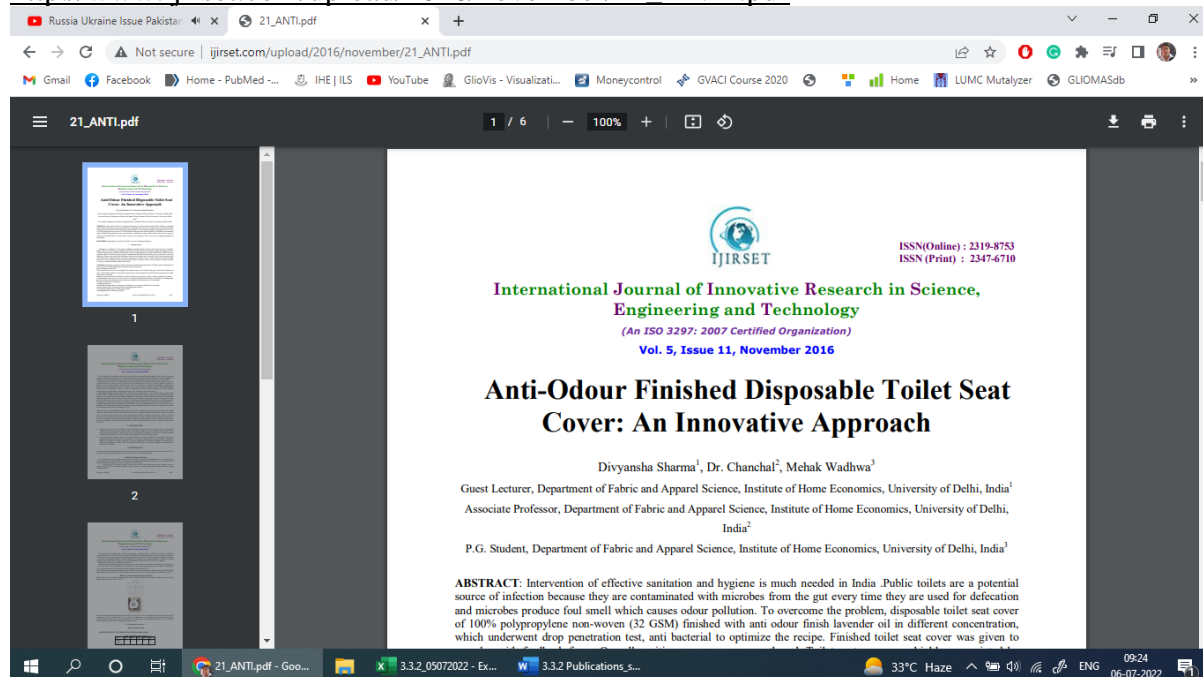 Russia Ukraine Issue Pakistan
21_ANTI.pdf
Not secure | ijirset.com/upload/2016/november/21_ANTI.pdf
Gmail Facebook Home - PubMed -... IHE | ILS YouTube GlioVis - Visualizati... Moneycontrol GVACI Course 2020 Home LUMC Mutalyzer GLIOMASdb »
21_ANTI.pdf 1 / 6 100%
1
2
IJIRSET
ISSN(Online) : 2319-8753
ISSN (Print) : 2347-6710
International Journal of Innovative Research in Science,
Engineering and Technology
(An ISO 3297: 2007 Certified Organization)
Vol. 5, Issue 11, November 2016
Anti-Odour Finished Disposable Toilet Seat
Cover: An Innovative Approach
Divyansha Sharma1, Dr. Chanchal2, Mehak Wadhwa3
Guest Lecturer, Department of Fabric and Apparel Science, Institute of Home Economics, University of Delhi, India1
Associate Professor, Department of Fabric and Apparel Science, Institute of Home Economics, University of Delhi,
India2
P.G. Student, Department of Fabric and Apparel Science, Institute of Home Economics, University of Delhi, India3
ABSTRACT: Intervention of effective sanitation and hygiene is much needed in India .Public toilets are a potential
source of infection because they are contaminated with microbes from the gut every time they are used for defecation
and microbes produce foul smell which causes odour pollution. To overcome the problem, disposable toilet seat cover
of 100% polypropylene non-woven (32 GSM) finished with anti odour finish lavender oil in different concentration,
which underwent drop penetration test, anti bacterial to optimize the recipe. Finished toilet seat cover was given to
21_ANTI.pdf - Goo... 3.3.2_05072022 - Ex... 3.3.2 Publications_s... 33°C Haze ENG 09:24
06-07-2022